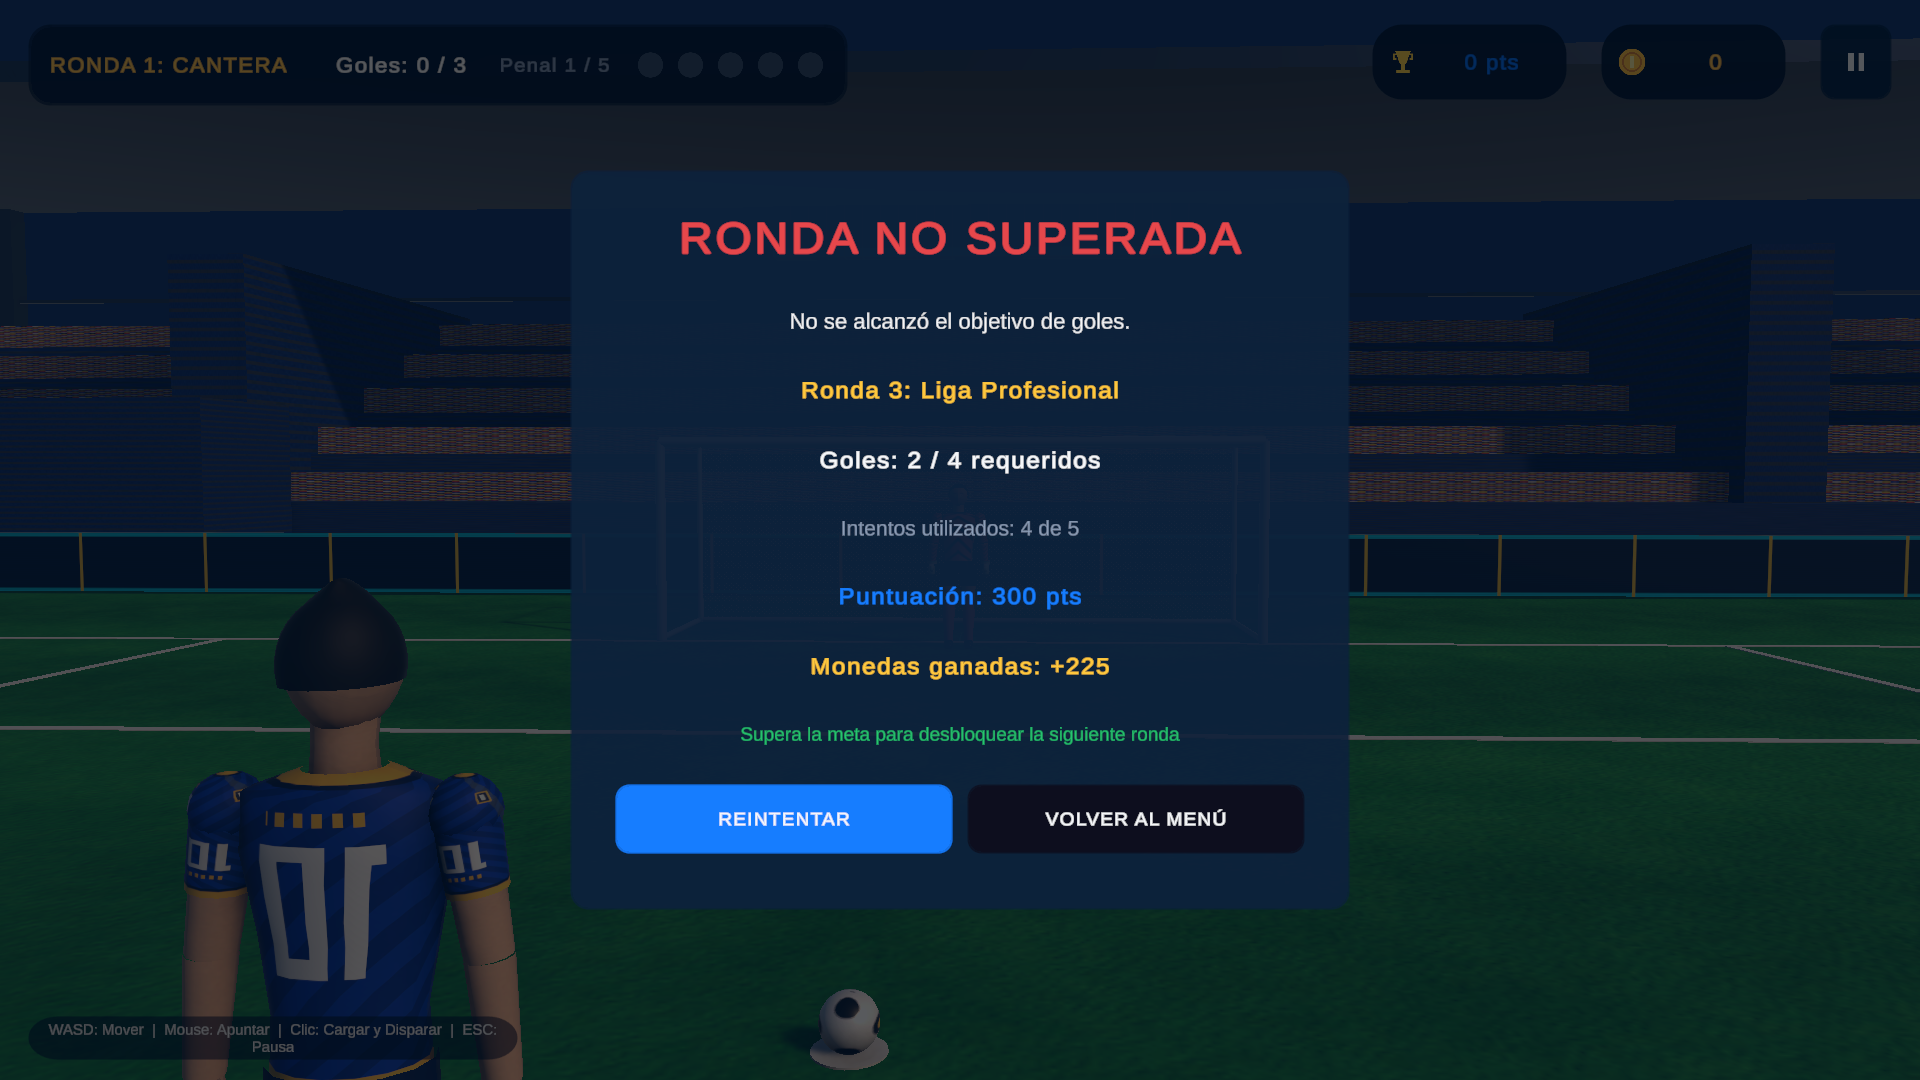 RONDA 1: CANTERA
Goles: 0 / 3
Penal 1 / 5
0 pts
0
RONDA NO SUPERADA
No se alcanzó el objetivo de goles.
Ronda 3: Liga Profesional
Goles: 2 / 4 requeridos
Intentos utilizados: 4 de 5
Puntuación: 300 pts
Monedas ganadas: +225
Supera la meta para desbloquear la siguiente ronda
REINTENTAR
VOLVER AL MENÚ
WASD: Mover | Mouse: Apuntar | Clic: Cargar y Disparar | ESC:
Pausa